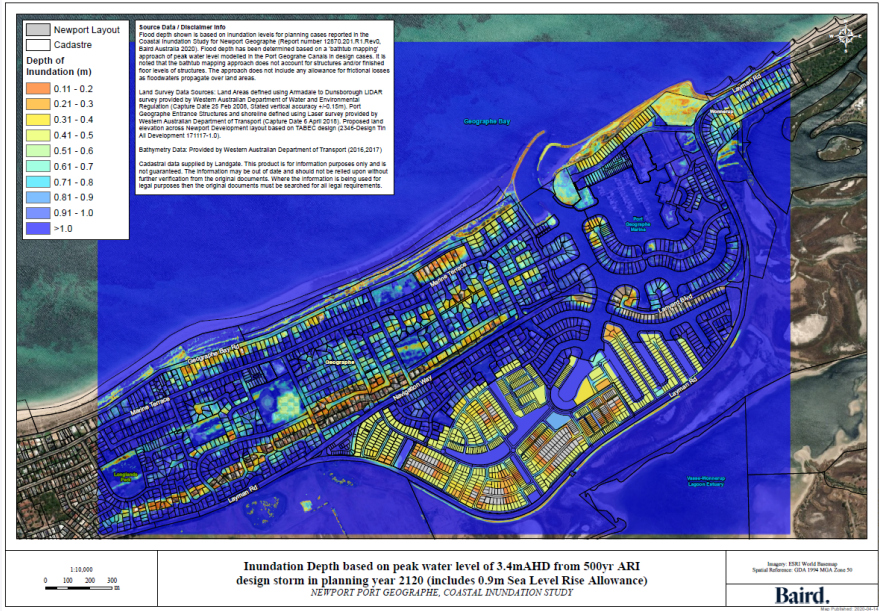 Newport Layout
Cadastre
Depth of
Inundation (m)
0.11 - 0.2
0.21 - 0.3
0.31 - 0.4
0.41 - 0.5
0.51 - 0.6
0.61 - 0.7
0.71 - 0.8
0.81 - 0.9
0.91 - 1.0
>1.0
Source Data / Disclaimer Info
Flood depth shown is based on inundation levels for planning cases reported in the
Coastal Inundation Study for Newport Geographe (Report number 12870.201.R1.Rev0,
Baird Australia 2020). Flood depth has been determined based on a 'bathtub mapping'
approach of peak water level modelled in the Port Geograhe Canals in design cases. It is
noted that the bathtub mapping approach does not account for structures and/or finished
floor levels of structures. The approach does not include any allowance for frictional losses
as floodwaters propagate over land areas.
Land Survey Data Sources: Land Areas defined using Armadale to Dunsborough LIDAR
survey provided by Western Australian Department of Water and Environmental
Regulation (Capture Date 25 Feb 2008, Stated vertical accuracy +-0.15m). Port
Geographe Entrance Structures and shoreline defined using Laser survey provided by
Western Australian Department of Transport (Capture Date 6 April 2018). Proposed land
elevation across Newport Development layout based on TABEC design (2346-Design Tin
All Development 171117-1.0).
Bathymetry Data: Provided by Western Australian Department of Transport (2016,2017)
Cadastral data supplied by Landgate. This product is for information purposes only and is
not guaranteed. The information may be out of date and should not be relied upon without
further verification from the original documents. Where the information is being used for
legal purposes then the original documents must be searched for all legal requirements.
Geographe Bay
Layman Rd
Port
Geographe
Marina
Marine Terrace
Lanyard Blvd
Geographe Bay Rd
Geographe
Navigation Way
Layman Rd
Marine Terrace
Layman Rd
Vasse-Wonnerup
Lagoon Estuary
1:10,000
0 100 200 300
m
Inundation Depth based on peak water level of 3.4mAHD from 500yr ARI
design storm in planning year 2120 (includes 0.9m Sea Level Rise Allowance)
NEWPORT PORT GEOGRAPHE, COASTAL INUNDATION STUDY
Imagery: ESRI World Basemap
Spatial Reference: GDA 1994 MGA Zone 50
Baird.
Map Published: 2020-04-14